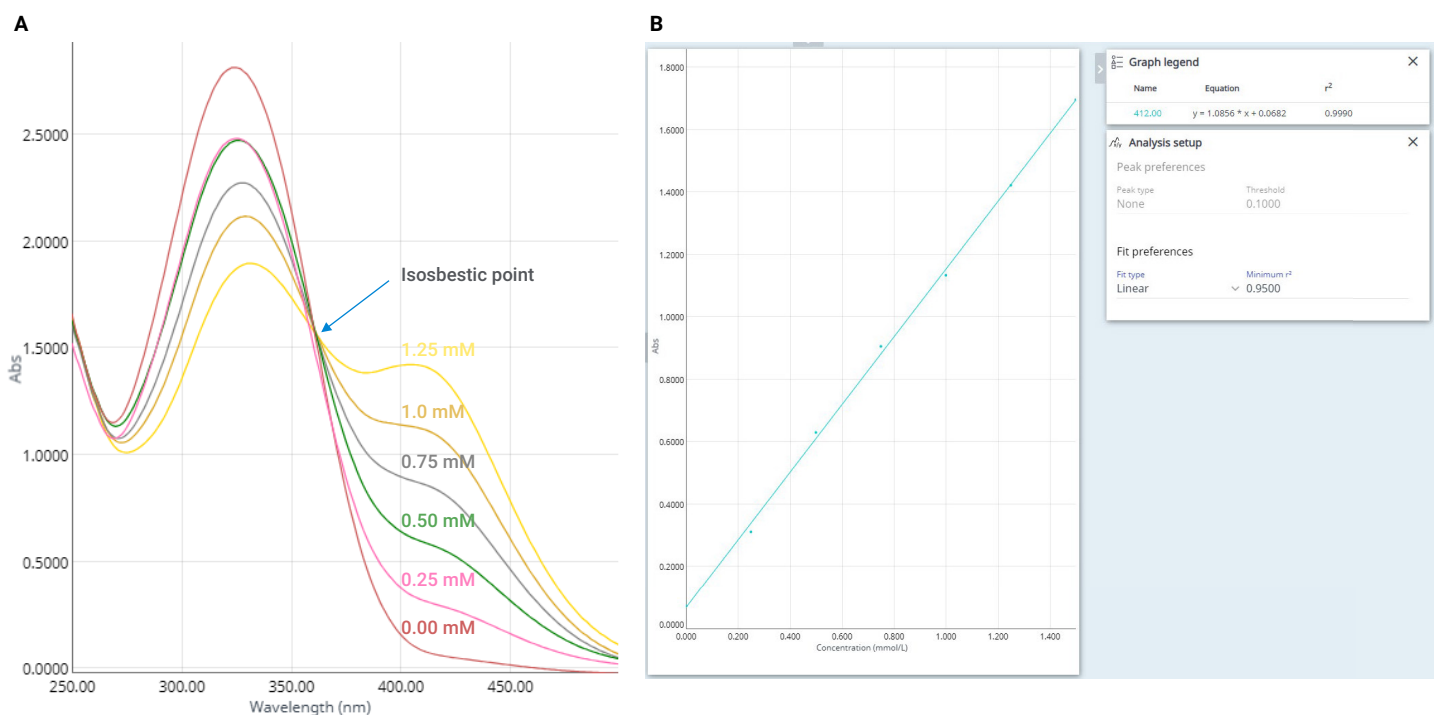 A
2.5000
2.0000
1.5000
1.0000
0.5000
0.0000
Abs
250.00 300.00 350.00 400.00 450.00
Wavelength (nm)
Isosbestic point
1.25 mM
1.0 mM
0.75 mM
0.50 mM
0.25 mM
0.00 mM
B
1.8000
1.6000
1.4000
1.2000
1.0000
0.8000
0.6000
0.4000
0.2000
0.0000
Abs
0.000 0.200 0.400 0.600 0.800 1.000 1.200 1.400
Concentration (mmol/L)
Graph legend
Name Equation r²
412.00 y = 1.0856 * x + 0.0682 0.9990
Analysis setup
Peak preferences
Peak type Threshold
None 0.1000
Fit preferences
Fit type Minimum r²
Linear 0.9500